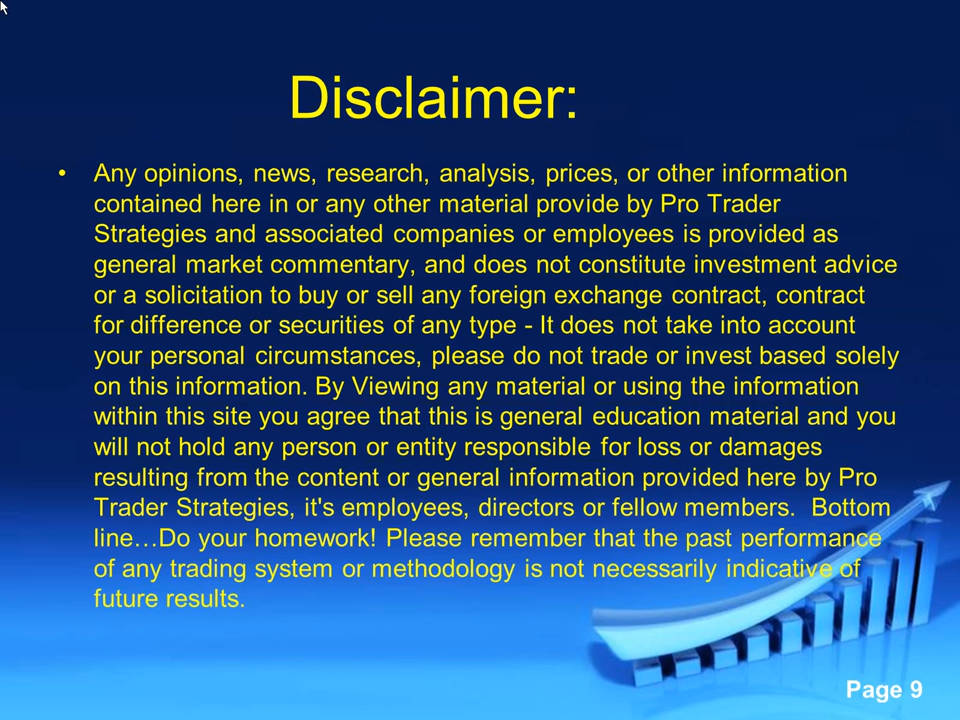 Disclaimer:
• Any opinions, news, research, analysis, prices, or other information
contained here in or any other material provide by Pro Trader
Strategies and associated companies or employees is provided as
general market commentary, and does not constitute investment advice
or a solicitation to buy or sell any foreign exchange contract, contract
for difference or securities of any type - It does not take into account
your personal circumstances, please do not trade or invest based solely
on this information. By Viewing any material or using the information
within this site you agree that this is general education material and you
will not hold any person or entity responsible for loss or damages
resulting from the content or general information provided here by Pro
Trader Strategies, it's employees, directors or fellow members.  Bottom
line…Do your homework! Please remember that the past performance
of any trading system or methodology is not necessarily indicative of
future results.
Page 9